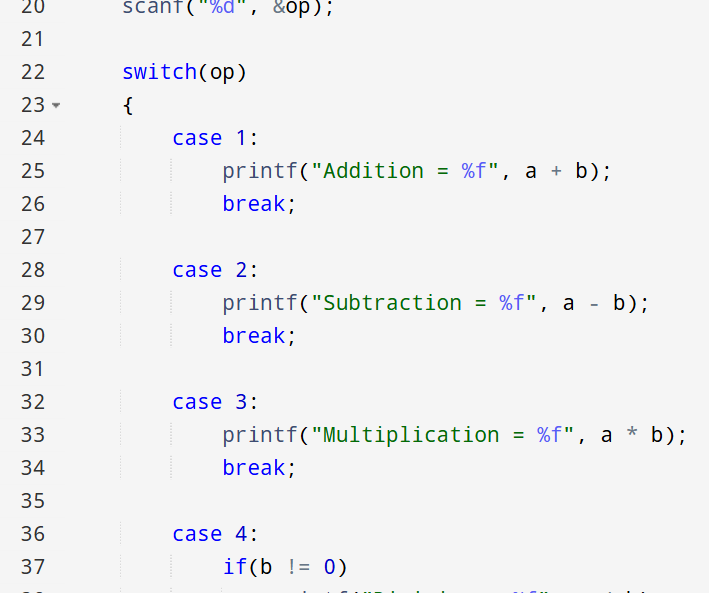 20 scanf("%d", &op);
21
22 switch(op)
23 {
24 case 1:
25 printf("Addition = %f", a + b);
26 break;
27
28 case 2:
29 printf("Subtraction = %f", a - b);
30 break;
31
32 case 3:
33 printf("Multiplication = %f", a * b);
34 break;
35
36 case 4:
37 if(b != 0)